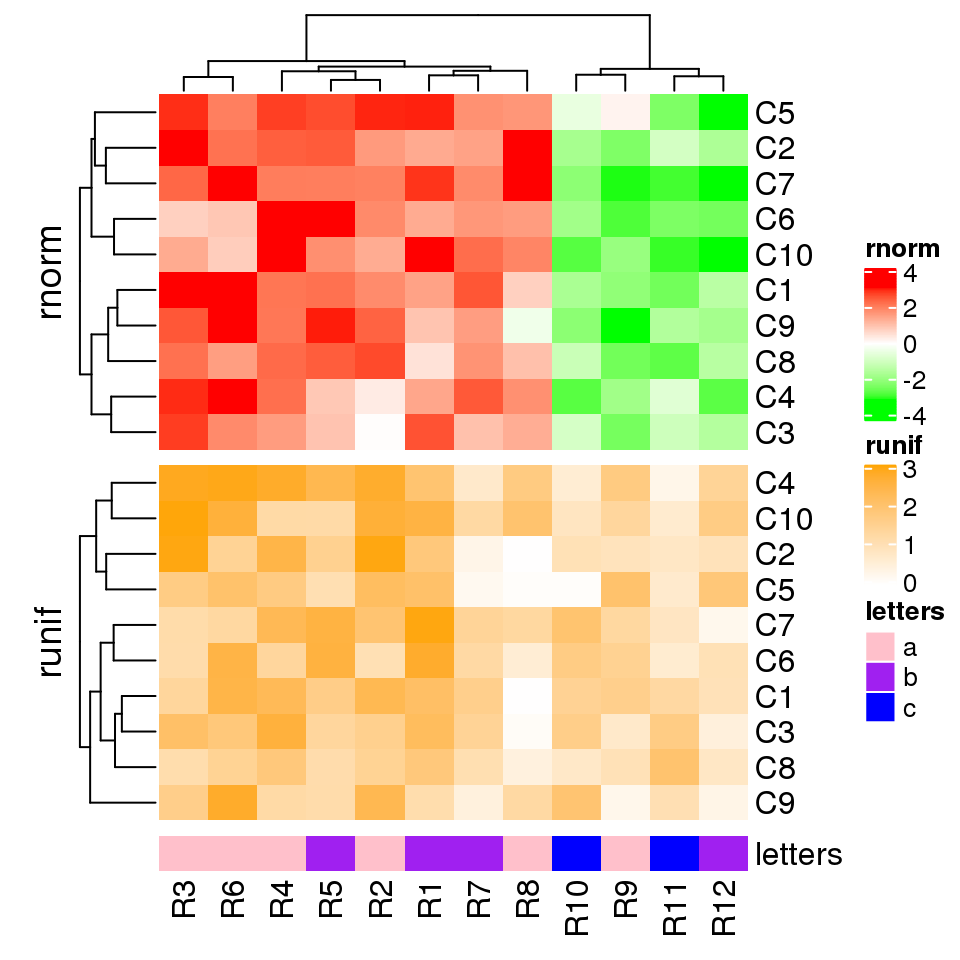 rnorm
C5
C2
C7
C6
C10
C1
C9
C8
C4
C3
runif
C4
C10
C2
C5
C7
C6
C1
C3
C8
C9
letters
R3 R6 R4 R5 R2 R1 R7 R8 R10 R9 R11 R12
rnorm
4
2
0
-2
-4
runif
3
2
1
0
letters
a
b
c